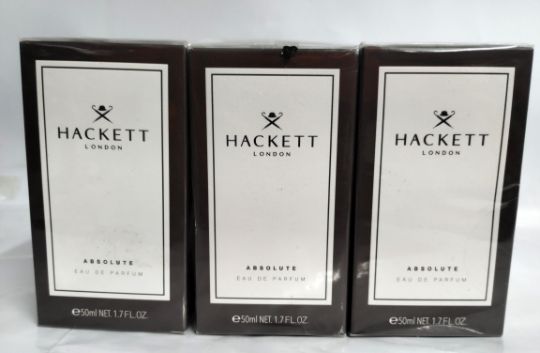 HACKETT
LONDON
ABSOLUTE
EAU DE PARFUM
℮50ml NET. 1.7 FL.OZ.
HACKETT
LONDON
ABSOLUTE
EAU DE PARFUM
℮50ml NET. 1.7 FL.OZ.
HACKETT
LONDON
ABSOLUTE
EAU DE PARFUM
℮50ml NET. 1.7 FL.OZ.